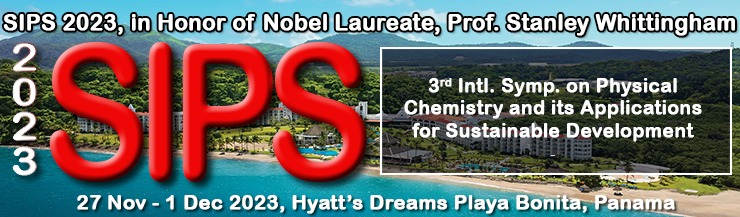 SIPS 2023, in Honor of Nobel Laureate, Prof. Stanley Whittingham
2023
SIPS
3rd Intl. Symp. on Physical
Chemistry and its Applications
for Sustainable Development
27 Nov - 1 Dec 2023, Hyatt's Dreams Playa Bonita, Panama